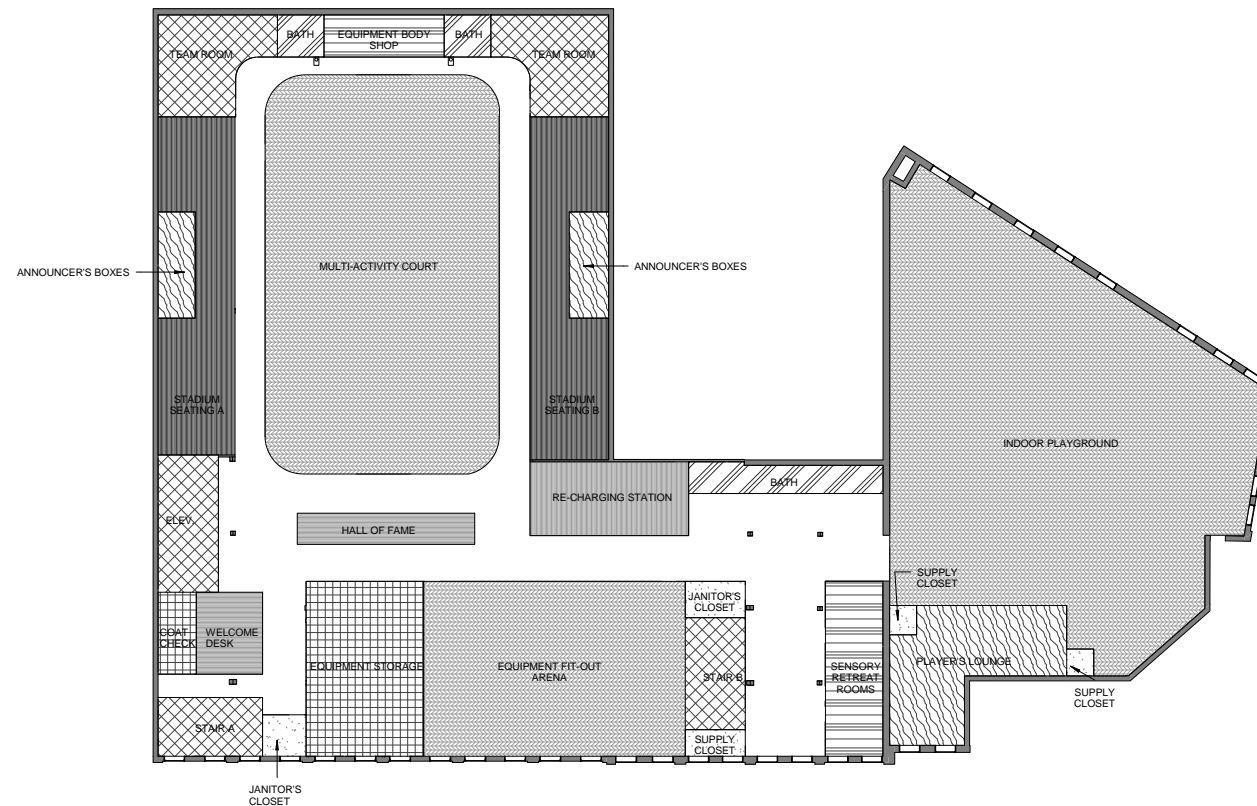 TEAM ROOM
BATH
EQUIPMENT BODY
SHOP
BATH
TEAM ROOM
ANNOUNCER'S BOXES
MULTI-ACTIVITY COURT
ANNOUNCER'S BOXES
STADIUM
SEATING A
STADIUM
SEATING B
INDOOR PLAYGROUND
ELEV.
HALL OF FAME
RE-CHARGING STATION
BATH
SUPPLY
CLOSET
COAT
CHECK
WELCOME
DESK
EQUIPMENT STORAGE
EQUIPMENT FIT-OUT
ARENA
JANITOR'S
CLOSET
STAIR B
SENSORY
RETREAT
ROOMS
PLAYER'S LOUNGE
SUPPLY
CLOSET
STAIR A
SUPPLY
CLOSET
JANITOR'S
CLOSET